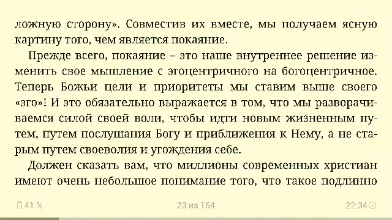 ложную сторону». Совместив их вместе, мы получаем ясную
картину того, чем является покаяние.
Прежде всего, покаяние – это наше внутреннее решение из-
менить свое мышление с эгоцентричного на богоцентричное.
Теперь Божьи цели и приоритеты мы ставим выше своего
«эго»! И это обязательно выражается в том, что мы разворачи-
ваемся силой своей воли, чтобы идти новым жизненным пу-
тем, путем послушания Богу и приближения к Нему, а не ста-
рым путем своеволия и угождения себе.
Должен сказать вам, что миллионы современных христиан
имеют очень небольшое понимание того, что такое подлинно
41 % 23 из 154 22:34